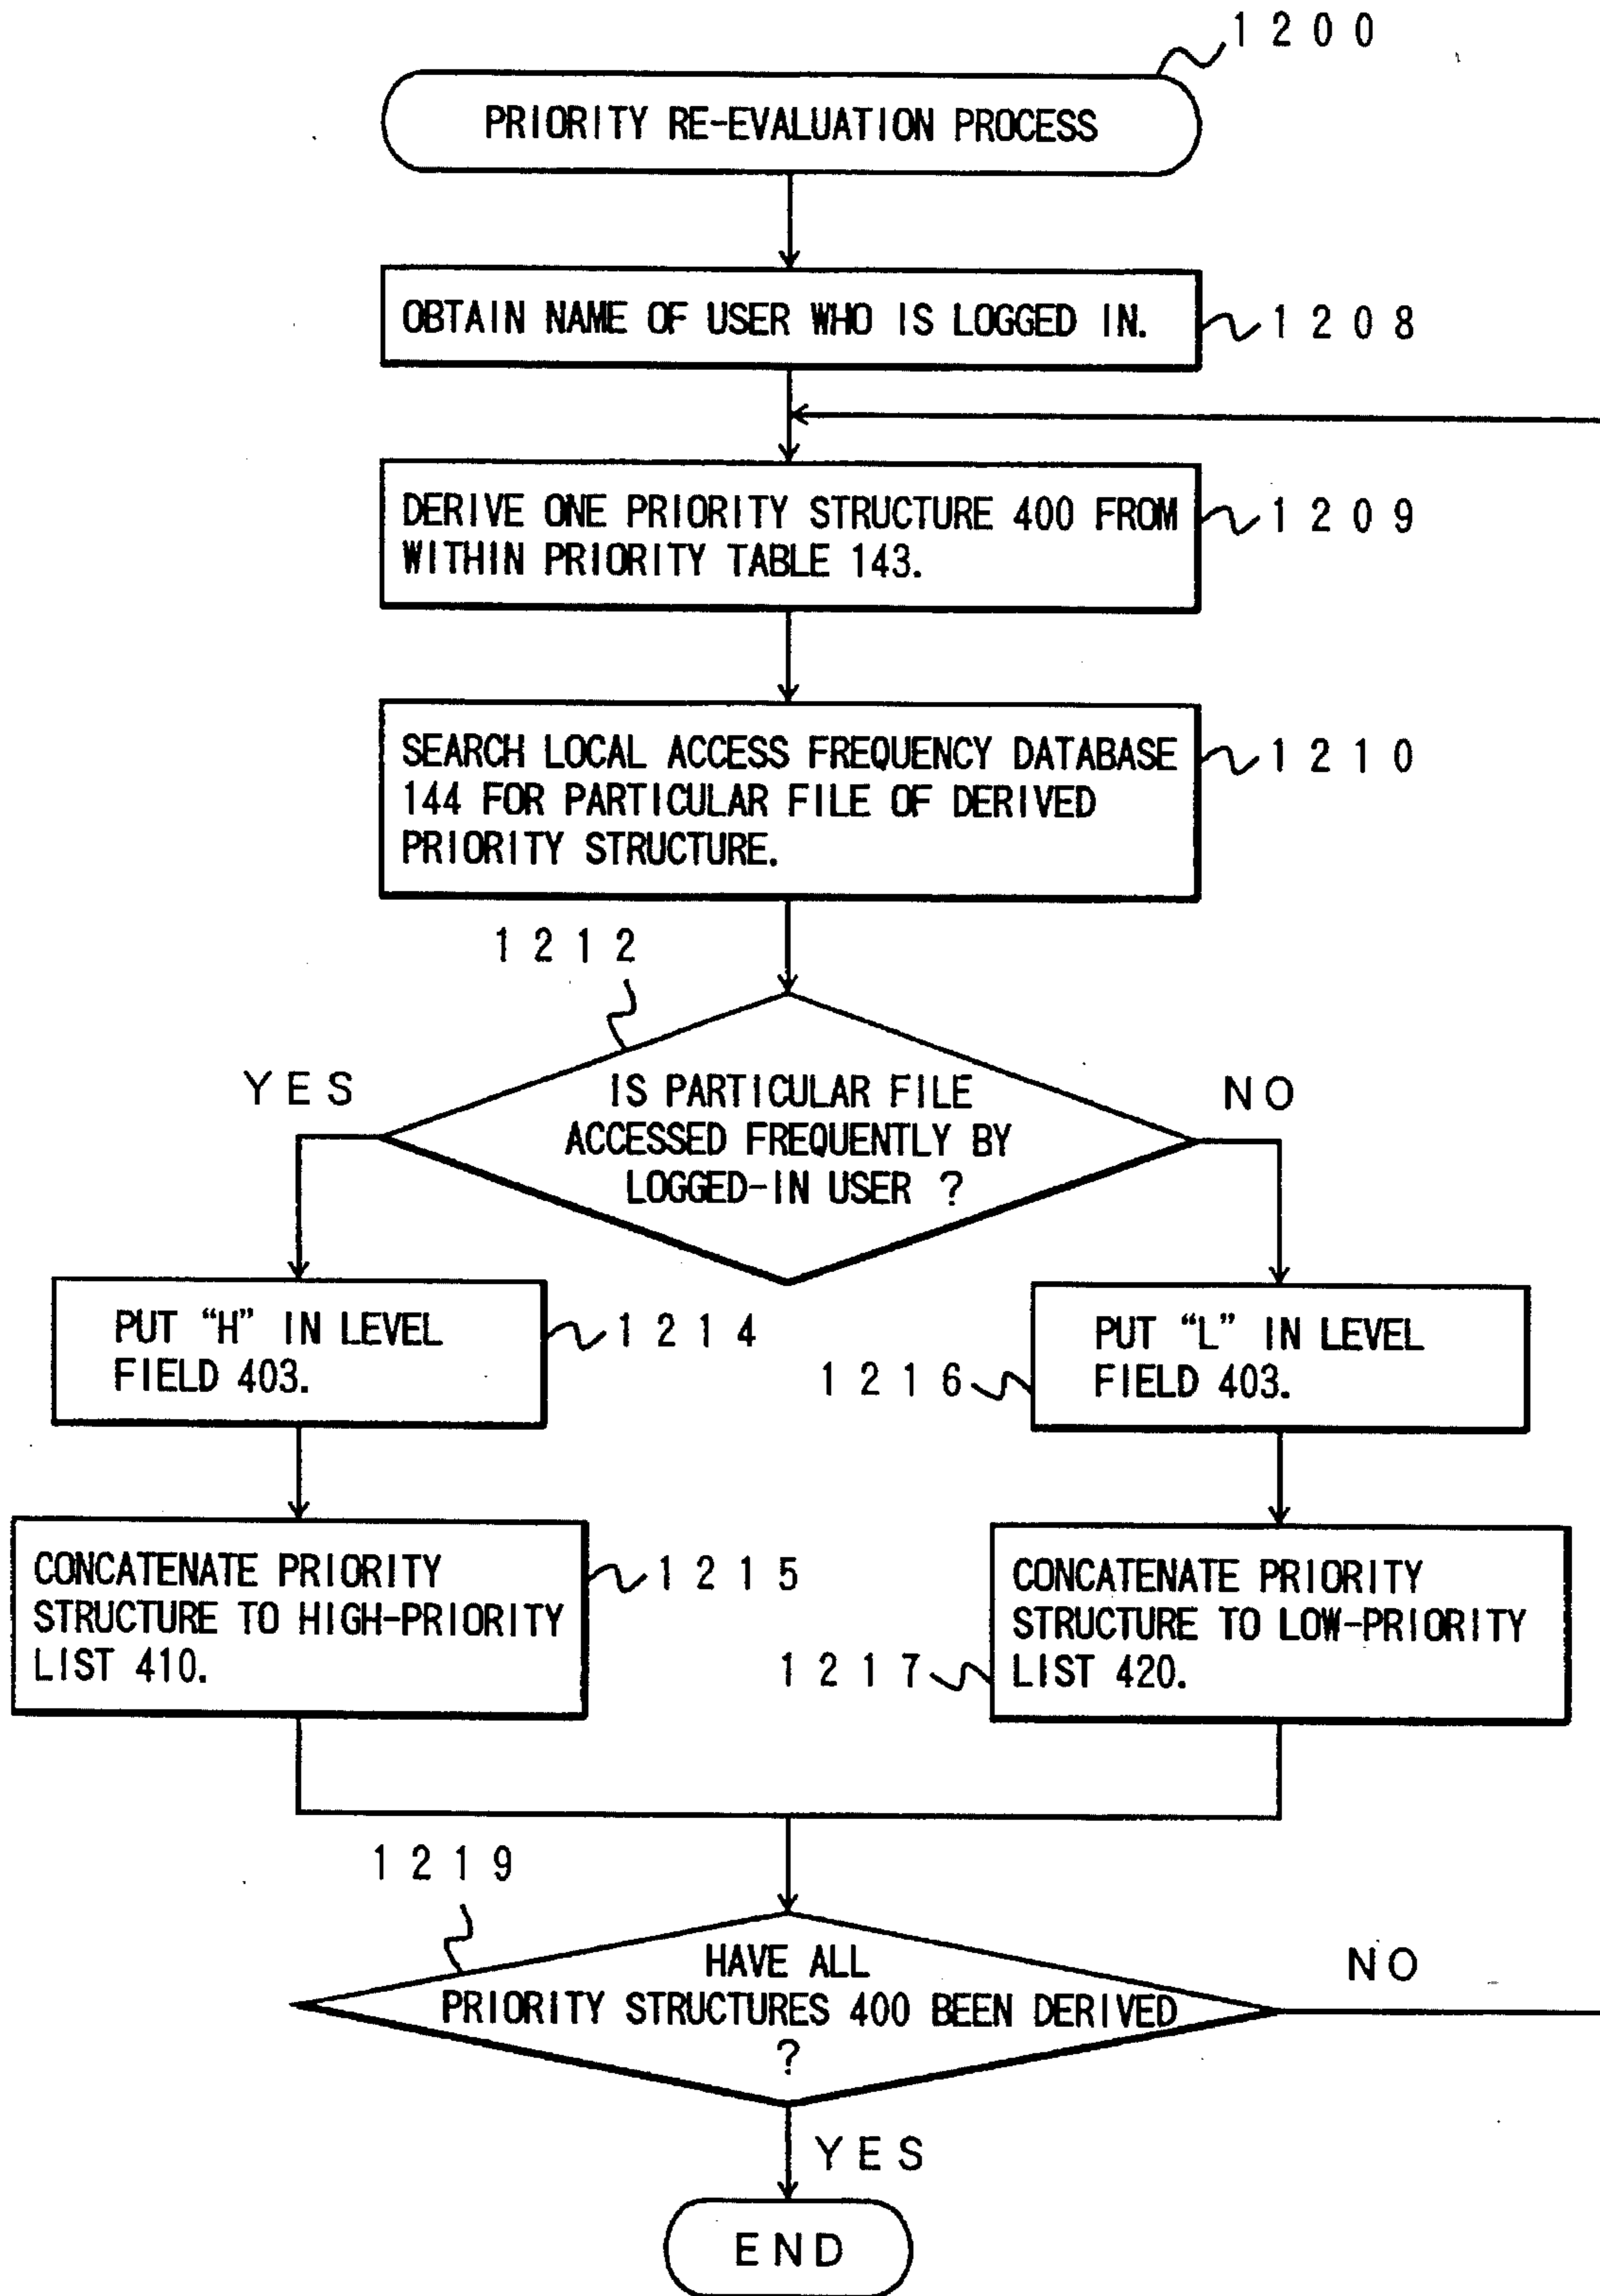 1200
PRIORITY RE-EVALUATION PROCESS
OBTAIN NAME OF USER WHO IS LOGGED IN.
1208
DERIVE ONE PRIORITY STRUCTURE 400 FROM
WITHIN PRIORITY TABLE 143.
1209
SEARCH LOCAL ACCESS FREQUENCY DATABASE
144 FOR PARTICULAR FILE OF DERIVED
PRIORITY STRUCTURE.
1210
1212
YES
IS PARTICULAR FILE
ACCESSED FREQUENTLY BY
LOGGED-IN USER ?
NO
PUT “H” IN LEVEL
FIELD 403.
1214
PUT “L” IN LEVEL
FIELD 403.
1216
CONCATENATE PRIORITY
STRUCTURE TO HIGH-PRIORITY
LIST 410.
1215
CONCATENATE PRIORITY
STRUCTURE TO LOW-PRIORITY
LIST 420.
1217
1219
HAVE ALL
PRIORITY STRUCTURES 400 BEEN DERIVED
?
NO
YES
END